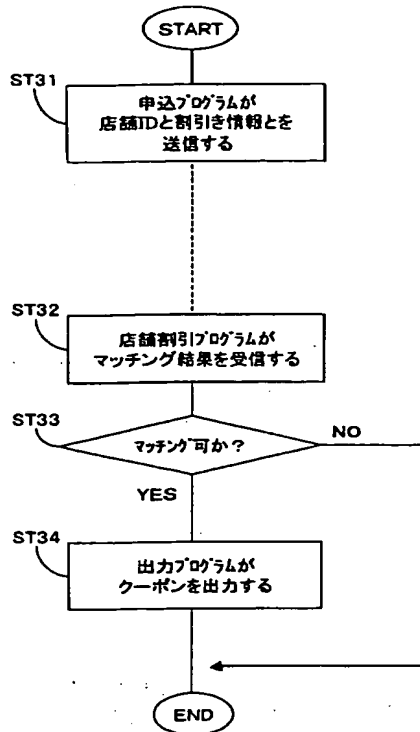 START
ST31
申込プログラムが
店舗IDと割引き情報とを
送信する
ST32
店舗割引プログラムが
マッチング結果を受信する
ST33
マッチング可か？
NO
YES
ST34
出力プログラムが
クーポンを出力する
END